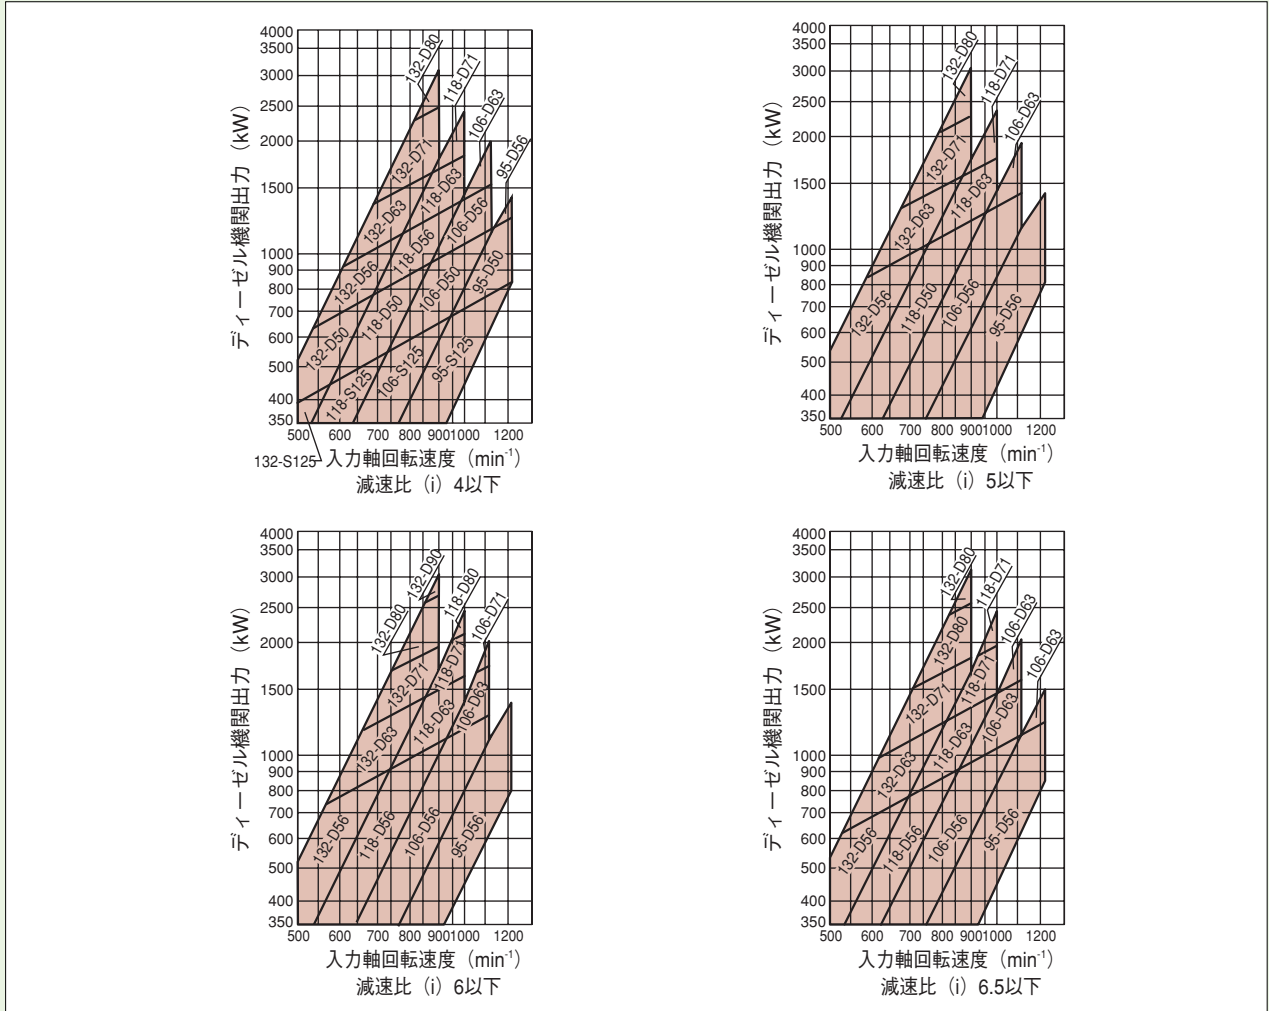 4000
3500
3000
2500
2000
1500
1000
900
800
700
600
500
400
350
ディーゼル機関出力（kW）
132-D80
118-D71
106-D63
95-D56
132-D71
118-D63
132-D63
106-D56
118-D56
132-D56
95-D50
106-D50
118-D50
132-D50
95-S125
106-S125
118-S125
132-S125
500 600 700 800 900 1000 1200
入力軸回転速度（min-1）
減速比（i）4以下
4000
3500
3000
2500
2000
1500
1000
900
800
700
600
500
400
350
ディーゼル機関出力（kW）
132-D80
118-D71
106-D63
132-D71
118-D63
132-D63
132-D56
118-D50
106-D56
95-D56
500 600 700 800 900 1000 1200
入力軸回転速度（min-1）
減速比（i）5以下
4000
3500
3000
2500
2000
1500
1000
900
800
700
600
500
400
350
ディーゼル機関出力（kW）
132-D90
118-D80
106-D71
132-D80
118-D71
132-D71
106-D63
118-D63
132-D63
132-D56
118-D56
106-D56
95-D56
500 600 700 800 900 1000 1200
入力軸回転速度（min-1）
減速比（i）6以下
4000
3500
3000
2500
2000
1500
1000
900
800
700
600
500
400
350
ディーゼル機関出力（kW）
132-D80
118-D71
106-D63
106-D63
132-D80
118-D71
132-D71
106-D63
118-D63
132-D63
132-D56
118-D56
106-D56
95-D56
500 600 700 800 900 1000 1200
入力軸回転速度（min-1）
減速比（i）6.5以下